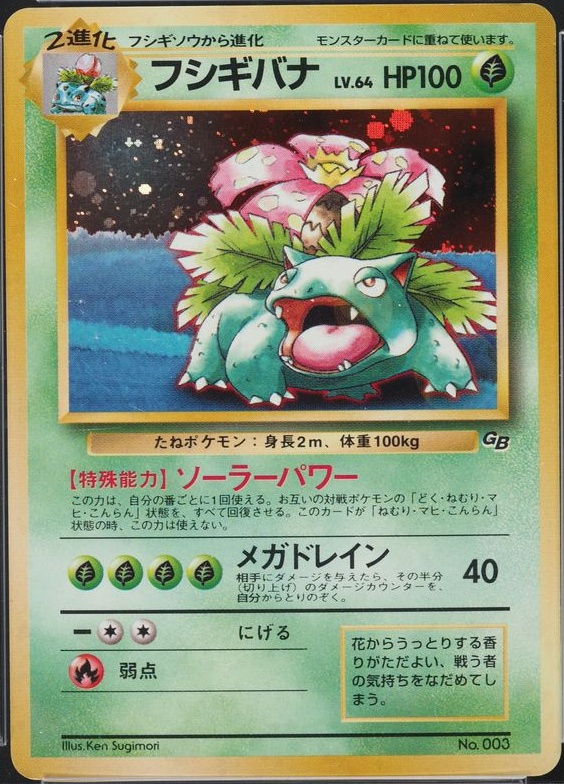 2進化 フシギソウから進化 モンスターカードに重ねて使います。
フシギバナ LV.64 HP100
たねポケモン：身長2m、体重100kg
GB
【特殊能力】ソーラーパワー
この力は、自分の番ごとに1回使える。お互いの対戦ポケモンの「どく・ねむり・マ
ヒ・こんらん」状態を、すべて回復させる。このカードが「ねむり・マヒ・こんらん」
状態の時、この力は使えない。
メガドレイン 40
相手にダメージを与えたら、その半分
（切り上げ）のダメージカウンターを、
自分からとりのぞく。
ー にげる
弱点
花からうっとりする香
りがただよい、戦う者
の気持ちをなだめてし
まう。
Illus.Ken Sugimori No. 003